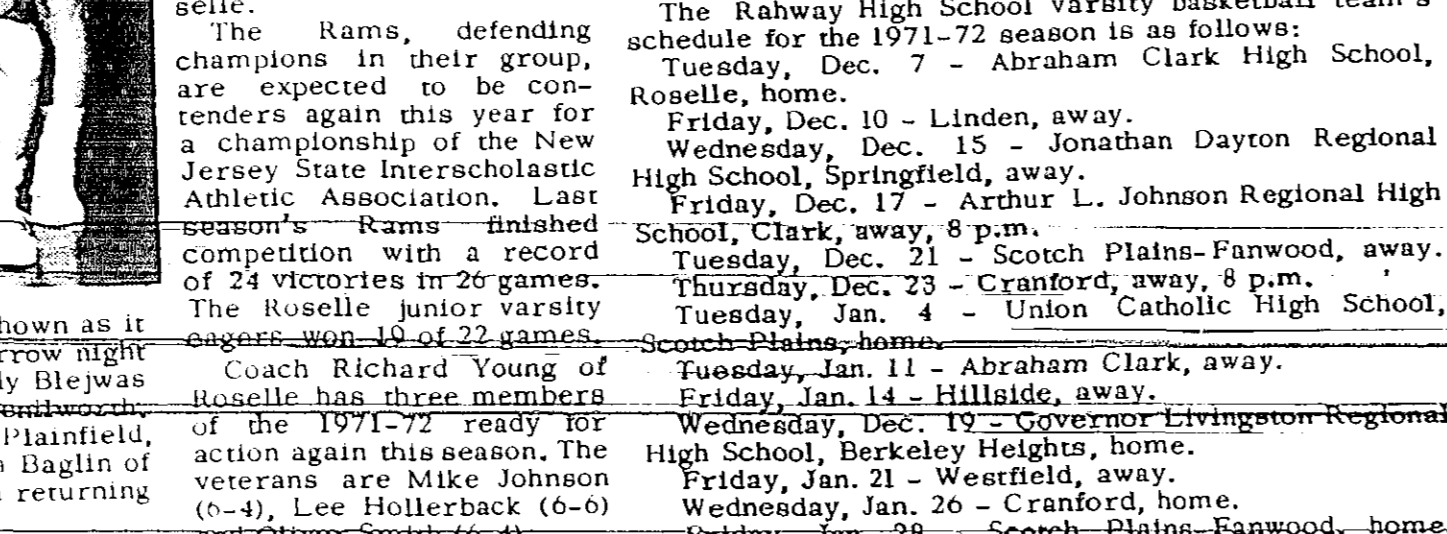 hown as it
rrow night
ly Blejwas
enilworth,
Plainfield,
Baglin of
returning
selle.
The Rams, defending
champions in their group,
are expected to be con-
tenders again this year for
a championship of the New
Jersey State Interscholastic
Athletic Association. Last
season's Rams finished
competition with a record
of 24 victories in 26 games.
The Roselle junior varsity
eagers won 19 of 22 games.
Coach Richard Young of
Roselle has three members
of the 1971-72 ready for
action again this season. The
veterans are Mike Johnson
(6-4), Lee Hollerback (6-6)
Smith (6-4)
The Rahway High School varsity basketball team's
schedule for the 1971-72 season is as follows:
Tuesday, Dec. 7 - Abraham Clark High School,
Roselle, home.
Friday, Dec. 10 - Linden, away.
Wednesday, Dec. 15 - Jonathan Dayton Regional
High School, Springfield, away.
Friday, Dec. 17 - Arthur L. Johnson Regional High
School, Clark, away, 8 p.m.
Tuesday, Dec. 21 - Scotch Plains-Fanwood, away.
Thursday, Dec. 23 - Cranford, away, 8 p.m.
Tuesday, Jan. 4 - Union Catholic High School,
Scotch Plains, home.
Tuesday, Jan. 11 - Abraham Clark, away.
Friday, Jan. 14 - Hillside, away.
Wednesday, Dec. 19 - Governor Livingston Regional
High School, Berkeley Heights, home.
Friday, Jan. 21 - Westfield, away.
Wednesday, Jan. 26 - Cranford, home.
Friday, Jan. 28 - Scotch Plains-Fanwood, home